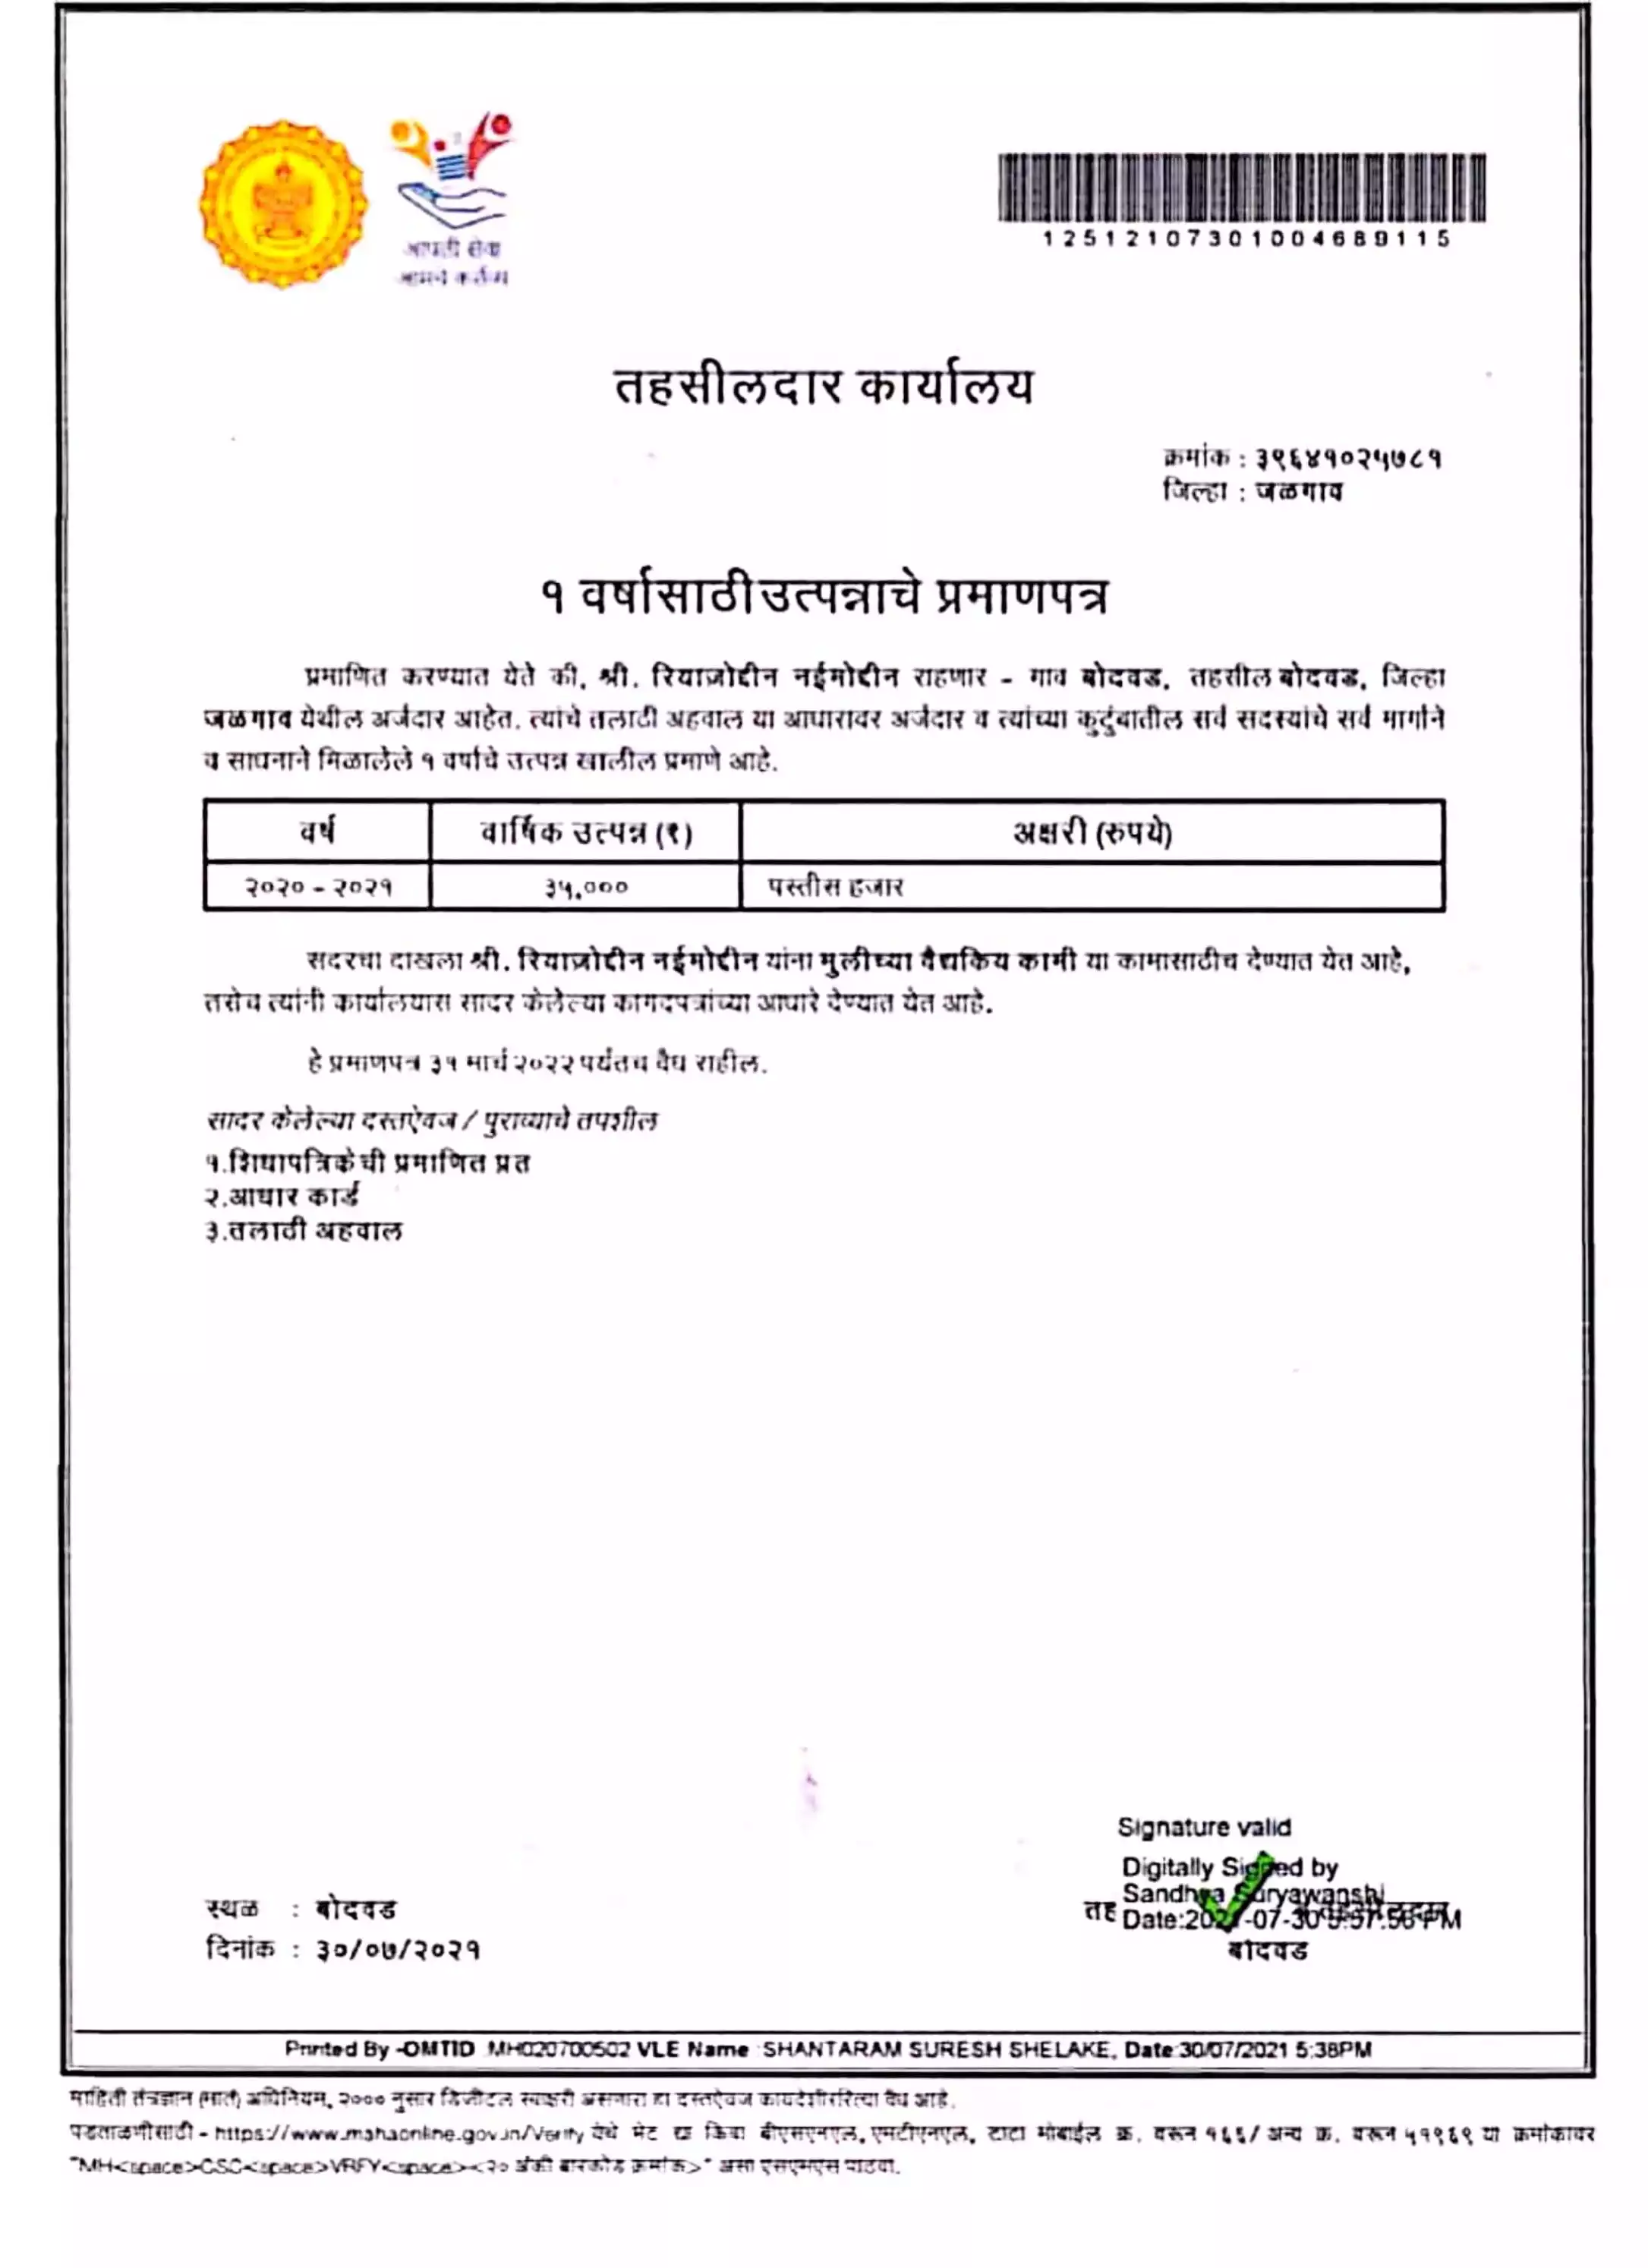 आपली सेवा
आमचे कर्तव्य
12512107301004689115
तहसीलदार कार्यालय
क्रमांक : ३९६४१०२५७८१
जिल्हा : जळगाव
१ वर्षासाठी उत्पन्नाचे प्रमाणपत्र
प्रमाणित करण्यात येते की, श्री. रियाजोद्दीन नईमोद्दीन राहणार - गाव बोदवड, तहसील बोदवड, जिल्हा
जळगाव येथील अर्जदार आहेत. त्यांचे तलाठी अहवाल या आधारावर अर्जदार व त्यांच्या कुटुंबातील सर्व सदस्यांचे सर्व मार्गाने
व साधनाने मिळालेले १ वर्षाचे उत्पन्न खालील प्रमाणे आहे.
वर्ष वार्षिक उत्पन्न (₹) अक्षरी (रुपये)
२०२० - २०२१ ३५,००० पस्तीस हजार
सदरचा दाखला श्री. रियाजोद्दीन नईमोद्दीन यांना मुलीच्या वैद्यकिय कामी या कामासाठीच देण्यात येत आहे,
तसेच त्यांनी कार्यालयास सादर केलेल्या कागदपत्रांच्या आधारे देण्यात येत आहे.
हे प्रमाणपत्र ३१ मार्च २०२२ पर्यंतच वैध राहील.
सादर केलेल्या दस्तऐवज / पुराव्याचे तपशील
१.शिधापत्रिकेची प्रमाणित प्रत
२.आधार कार्ड
३.तलाठी अहवाल
Signature valid
Digitally Signed by
Sandhya Suryawanshi
Date:2021-07-30 PM
बोदवड
स्थळ : बोदवड
दिनांक : ३०/०७/२०२१
Printed By -OMTID MH020700502 VLE Name SHANTARAM SURESH SHELAKE, Date 30/07/2021 5:38PM
माहिती तंत्रज्ञान (मातं) अधिनियम, २००० नुसार डिजीटल स्वाक्षरी असणारा हा दस्तऐवज कायदेशीररित्या वैध आहे.
पडताळणीसाठी - https://www.mahaonline.gov.in/Verify येथे भेट द्या किंवा बीएसएनएल, एमटीएनएल, टाटा मोबाईल क्र. वरून १६६/ अन्य क्र. वरून ५१९६९ या क्रमांकावर
"MH<space>CSC<space>VRFY<space><२० अंकी बारकोड क्रमांक>" असा एसएमएस पाठवा.